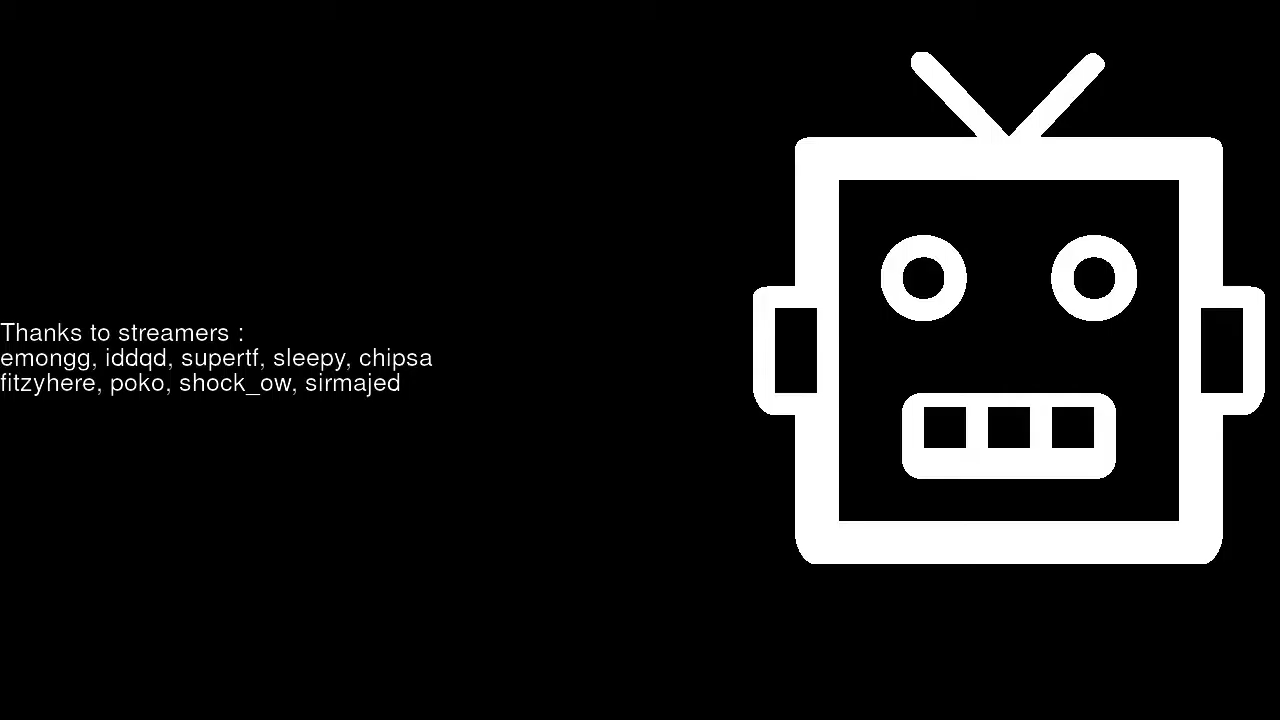 Thanks to streamers :
emongg, iddqd, supertf, sleepy, chipsa
fitzyhere, poko, shock_ow, sirmajed